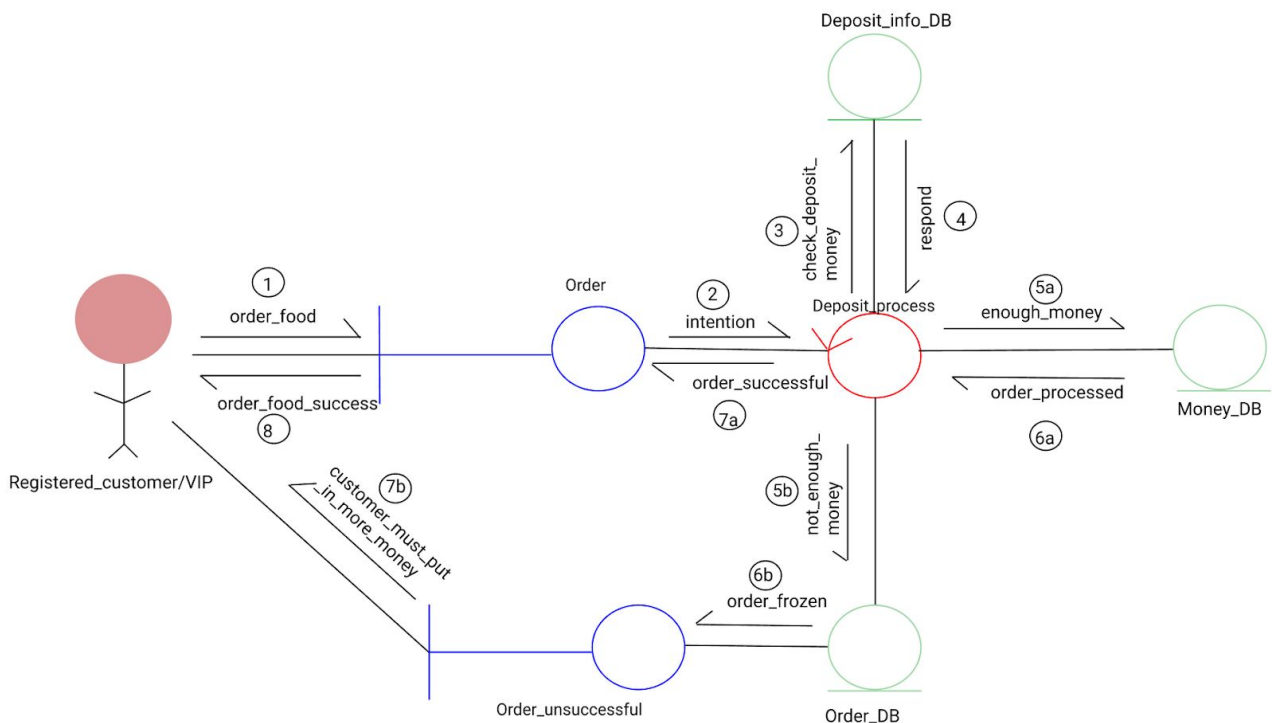 Deposit_info_DB
3
check_deposit_
money
respond
4
1
order_food
Order
2
intention
Deposit_process
5a
enough_money
order_food_success
8
order_successful
7a
order_processed
6a
Money_DB
Registered_customer/VIP
7b
customer_must_put
_in_more_money
5b
not_enough_
money
6b
order_frozen
Order_unsuccessful
Order_DB